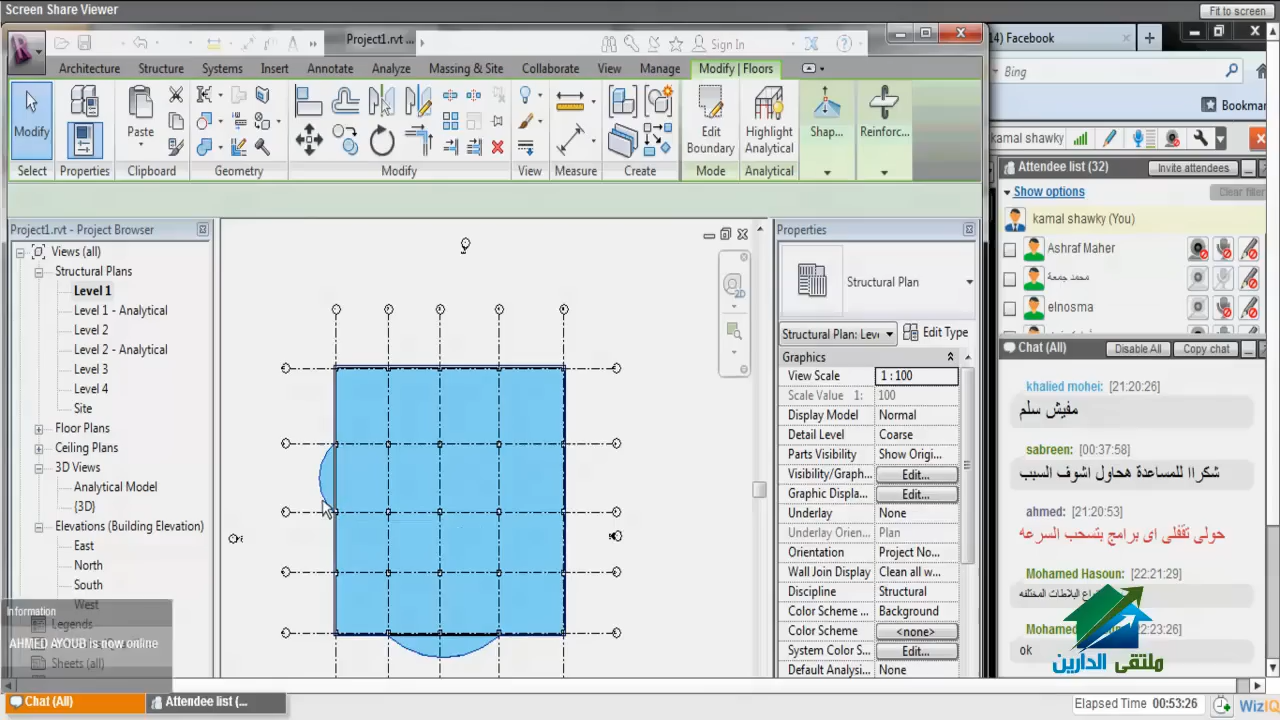 Screen Share Viewer
Fit to screen
Project1.rvt ...
Sign In
14) Facebook
Architecture
Structure
Systems
Insert
Annotate
Analyze
Massing & Site
Collaborate
View
Manage
Modify | Floors
Bing
Bookmar
Modify
Paste
Edit
Boundary
Highlight
Analytical
Shap...
Reinforc...
Select
Properties
Clipboard
Geometry
Modify
View
Measure
Create
Mode
Analytical
kamal shawky
Attendee list (32)
Invite attendees
Show options
Clear filter
kamal shawky (You)
Ashraf Maher
محمد جمعة
elnosma
Project1.rvt - Project Browser
Views (all)
Structural Plans
Level 1
Level 1 - Analytical
Level 2
Level 2 - Analytical
Level 3
Level 4
Site
Floor Plans
Ceiling Plans
3D Views
Analytical Model
{3D}
Elevations (Building Elevation)
East
North
South
West
Legends
Sheets (all)
Information
AHMED AYOUB is now online
2D
Properties
Structural Plan
Structural Plan: Leve
Edit Type
Graphics
View Scale
1 : 100
Scale Value 1:
100
Display Model
Normal
Detail Level
Coarse
Parts Visibility
Show Origi...
Visibility/Graph...
Edit...
Graphic Displa...
Edit...
Underlay
None
Underlay Orien...
Plan
Orientation
Project No...
Wall Join Display
Clean all w...
Discipline
Structural
Color Scheme ...
Background
Color Scheme
<none>
System Color S...
Edit...
Default Analysi...
None
Chat (All)
Disable All
Copy chat
khalied mohei: [21:20:26]
مفيش سلم
sabreen: [00:37:58]
شكراا للمساعدة هحاول اشوف السبب
ahmed: [21:20:53]
حولى تقفلى اى برامج بتسحب السرعه
Mohamed Hasoun: [22:21:29]
البلاطات المختلفه
[22:23:26]
ok
ملتقى الدارين
Chat (All)
Attendee list (...
Elapsed Time 00:53:26
WizIQ